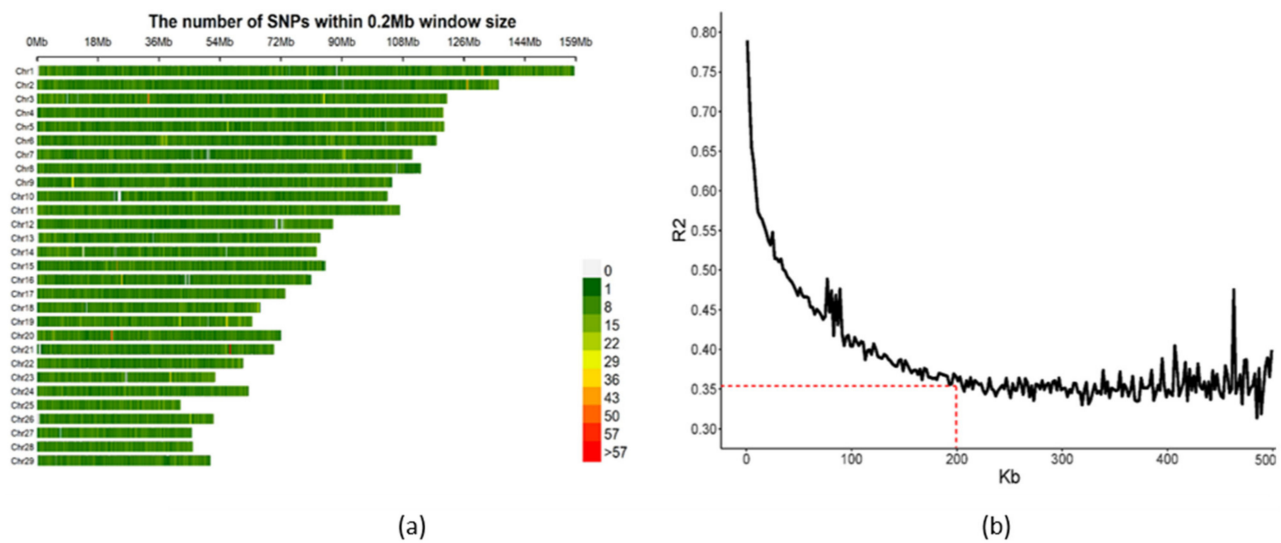 The number of SNPs within 0.2Mb window size
0Mb 18Mb 36Mb 54Mb 72Mb 90Mb 108Mb 126Mb 144Mb 159Mb
Chr1
Chr2
Chr3
Chr4
Chr5
Chr6
Chr7
Chr8
Chr9
Chr10
Chr11
Chr12
Chr13
Chr14
Chr15
Chr16
Chr17
Chr18
Chr19
Chr20
Chr21
Chr22
Chr23
Chr24
Chr25
Chr26
Chr27
Chr28
Chr29
0
1
8
15
22
29
36
43
50
57
>57
(a)
R2
0.80
0.75
0.70
0.65
0.80
0.55
0.50
0.45
0.40
0.35
0.30
0 100 200 300 400 500
Kb
(b)